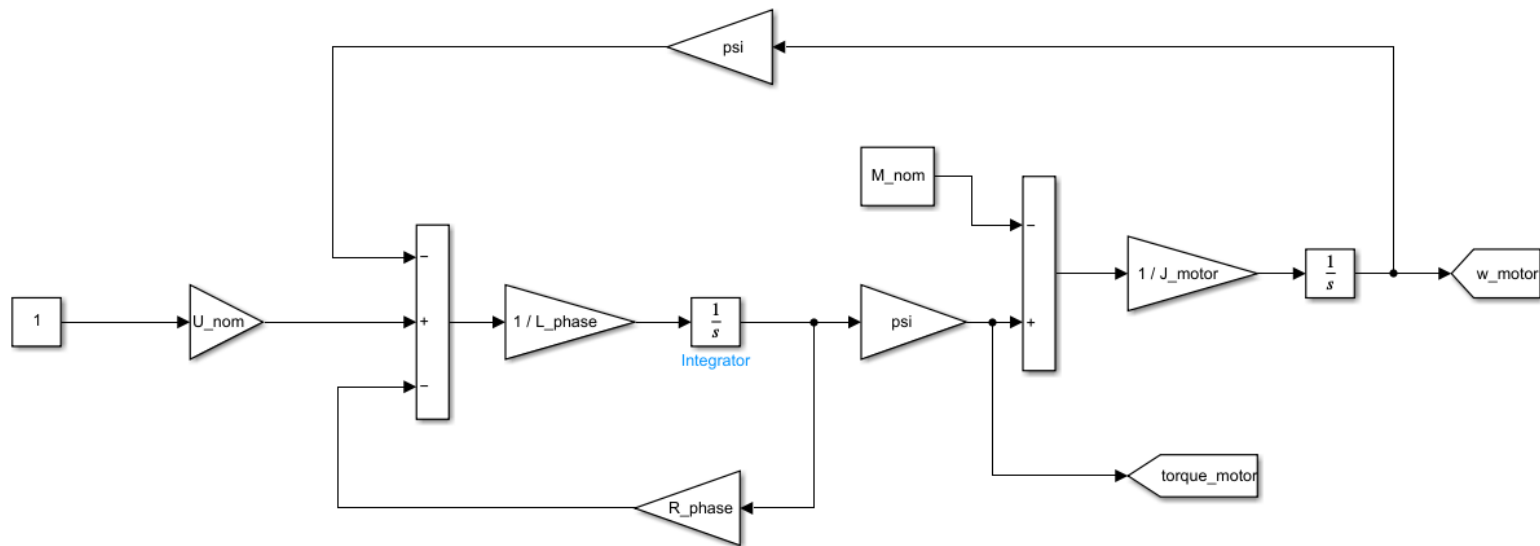 psi
M_nom
−
−
+
1 / J_motor
1
s
w_motor
1
U_nom
+
−
1 / L_phase
1
s
Integrator
psi
torque_motor
R_phase